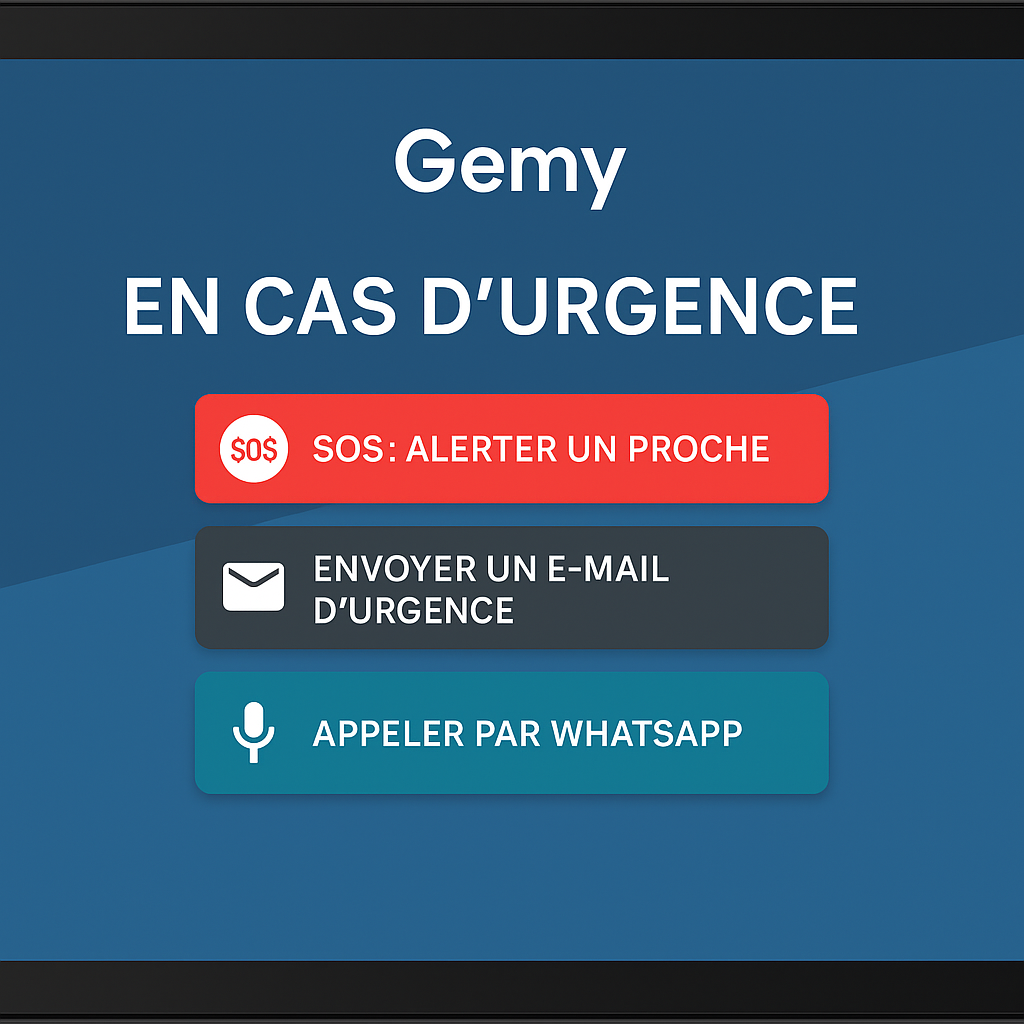 Gemy
EN CAS D’URGENCE
$O$ SOS: ALERTER UN PROCHE
ENVOYER UN E-MAIL
D’URGENCE
APPELER PAR WHATSAPP